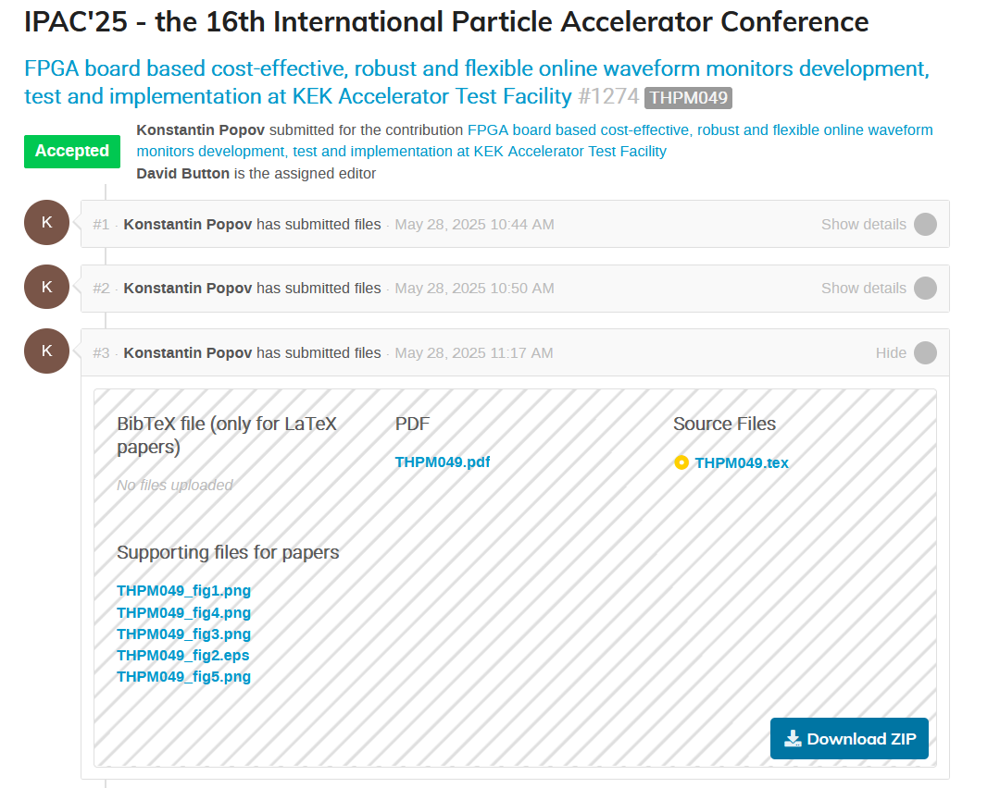 IPAC'25 - the 16th International Particle Accelerator Conference
FPGA board based cost-effective, robust and flexible online waveform monitors development,
test and implementation at KEK Accelerator Test Facility #1274 THPM049
Accepted
Konstantin Popov submitted for the contribution FPGA board based cost-effective, robust and flexible online waveform
monitors development, test and implementation at KEK Accelerator Test Facility
David Button is the assigned editor
K
#1 · Konstantin Popov has submitted files · May 28, 2025 10:44 AM
Show details
K
#2 · Konstantin Popov has submitted files · May 28, 2025 10:50 AM
Show details
K
#3 · Konstantin Popov has submitted files · May 28, 2025 11:17 AM
Hide
BibTeX file (only for LaTeX
papers)
No files uploaded
PDF
THPM049.pdf
Source Files
THPM049.tex
Supporting files for papers
THPM049_fig1.png
THPM049_fig4.png
THPM049_fig3.png
THPM049_fig2.eps
THPM049_fig5.png
Download ZIP